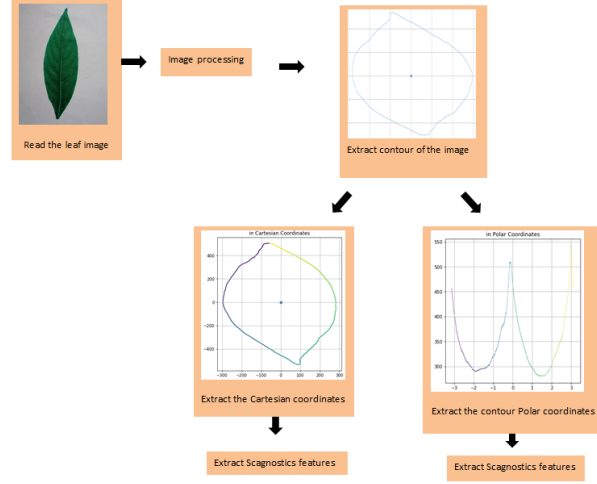 Read the leaf image
Image processing
Extract contour of the image
in Cartesian Coordinates
400
200
0
−200
−400
−300 −200 −100 0 100 200 300
Extract the Cartesian coordinates
Extract Scagnostics features
in Polar Coordinates
550
500
450
400
350
300
−3 −2 −1 0 1 2 3
Extract the contour Polar coordinates
Extract Scagnostics features